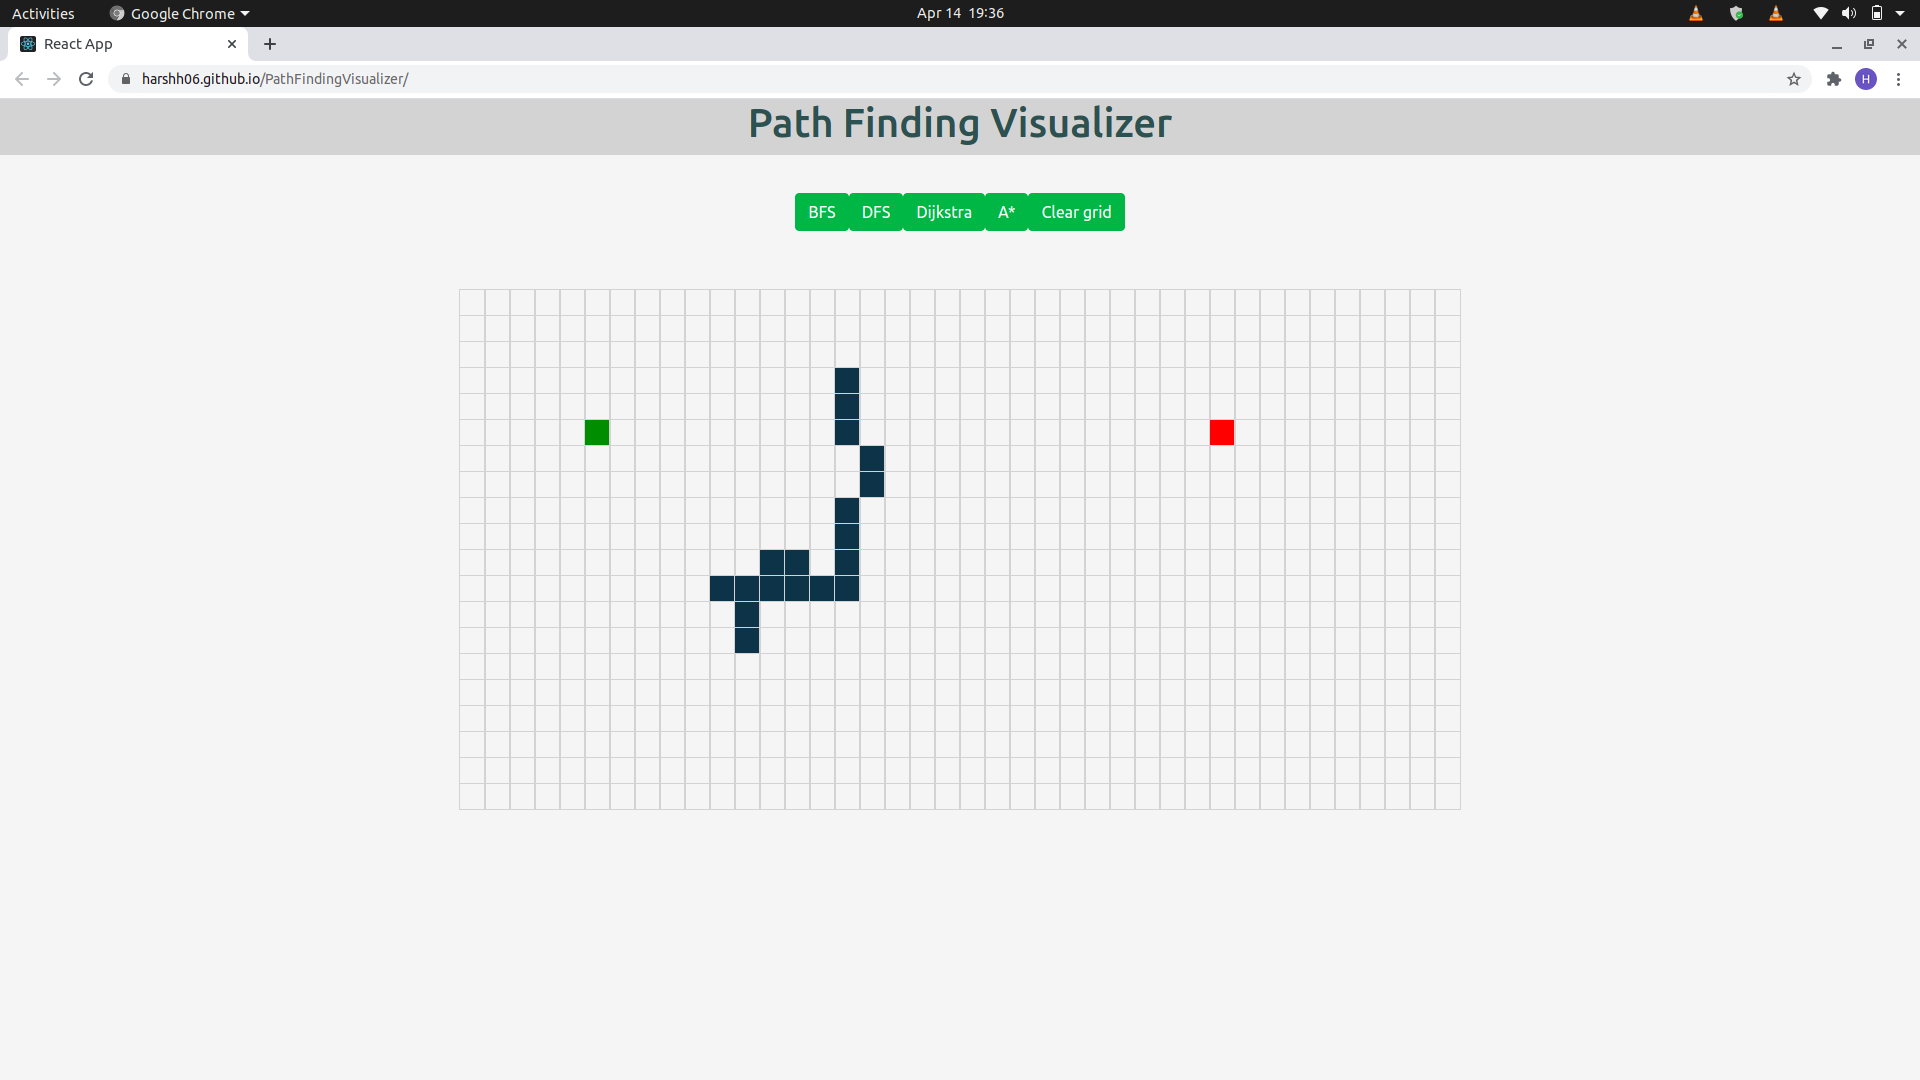 Activities Google Chrome Apr 14 19:36
React App
harshh06.github.io/PathFindingVisualizer/ H
Path Finding Visualizer
BFS DFS Dijkstra A* Clear grid